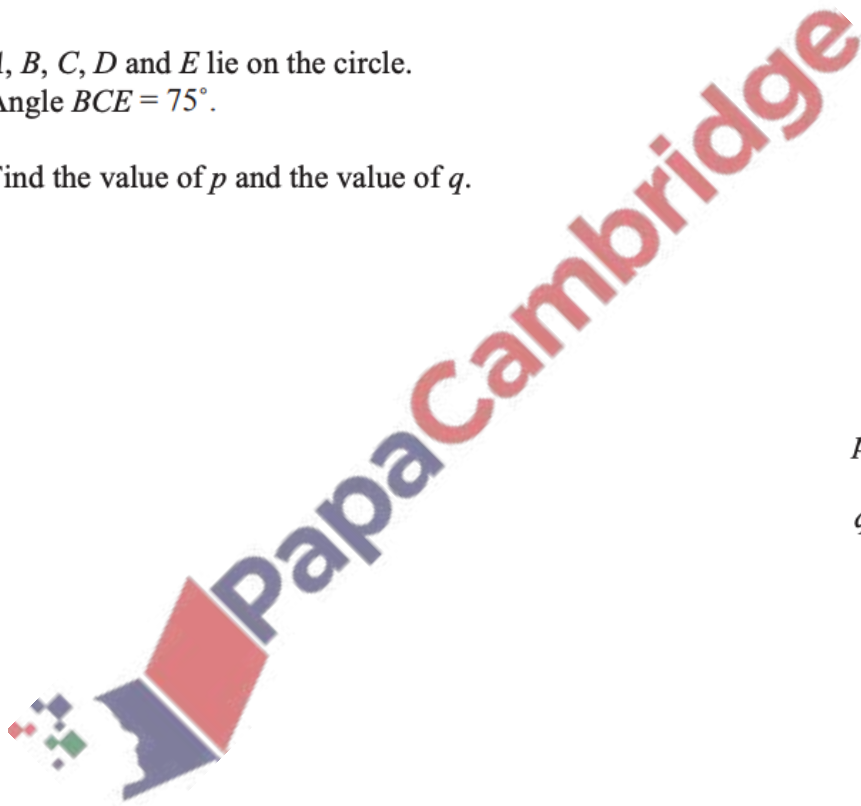 , B, C, D and E lie on the circle.
ngle BCE = 75°.
ind the value of p and the value of q.
PapaCambridge